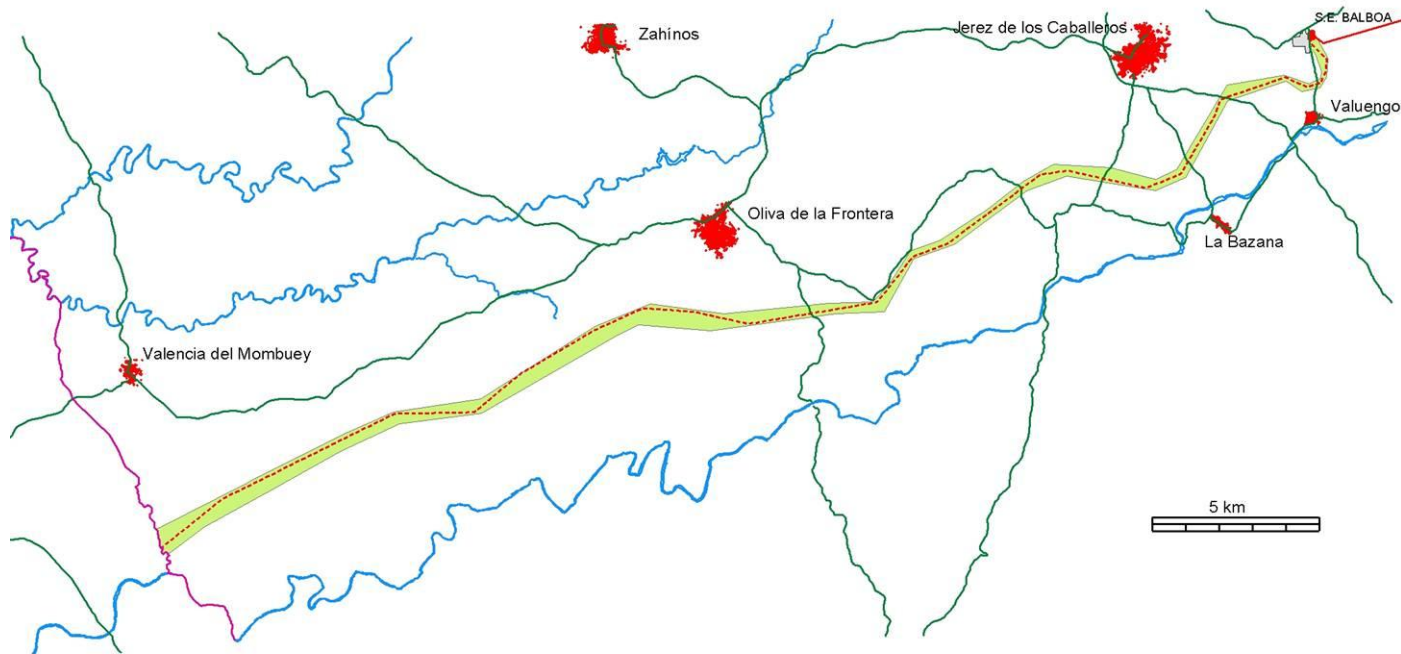 S.E. BALBOA
Zahínos
Jerez de los Caballeros
Valuengo
Oliva de la Frontera
La Bazana
Valencia del Mombuey
5 km